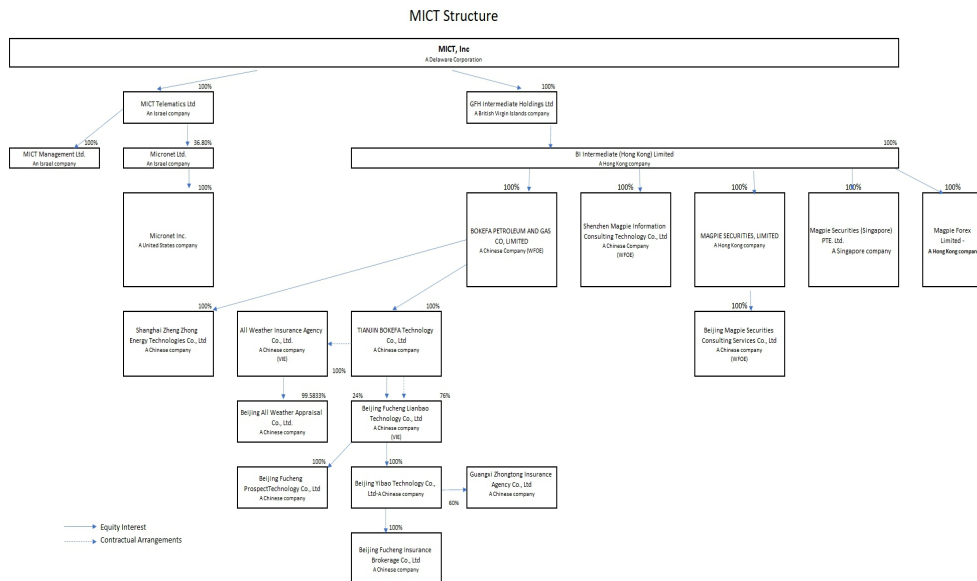 MICT Structure
MICT, Inc
A Delaware Corporation
100%
100%
MICT Telematics Ltd
An Israel company
GFH Intermediate Holdings Ltd
A British Virgin Islands company
100%
36.80%
100%
MICT Management Ltd.
An Israel company
Micronet Ltd.
An Israel company
BI Intermediate (Hong Kong) Limited
A Hong Kong company
100%
100%
100%
100%
100%
100%
Micronet Inc.
A United States company
BOKEFA PETROLEUM AND GAS
CO, LIMITED
A Chinese Company (WFOE)
Shenzhen Magpie Information
Consulting Technology Co., Ltd
A Chinese Company
(WFOE)
MAGPIE SECURITIES, LIMITED
A Hong Kong company
Magpie Securities (Singapore)
PTE. Ltd.
A Singapore company
Magpie Forex
Limited -
A Hong Kong company
100%
100%
100%
Shanghai Zheng Zhong
Energy Technologies Co., Ltd
A Chinese company
All Weather Insurance Agency
Co., Ltd.
A Chinese company
(VIE)
TIANJIN BOKEFA Technology
Co., Ltd
A Chinese company
Beijing Magpie Securities
Consulting Services Co., Ltd
A Chinese company
(WFOE)
100%
99.5833%
24%
76%
Beijing All Weather Appraisal
Co., Ltd.
A Chinese company
Beijing Fucheng Lianbao
Technology Co., Ltd
A Chinese company
(VIE)
100%
100%
Beijing Fucheng
ProspectTechnology Co., Ltd
A Chinese company
Beijing Yibao Technology Co.,
Ltd-A Chinese company
Guangxi Zhongtong Insurance
Agency Co., Ltd
A Chinese company
60%
Equity Interest
Contractual Arrangements
100%
Beijing Fucheng Insurance
Brokerage Co., Ltd
A Chinese company